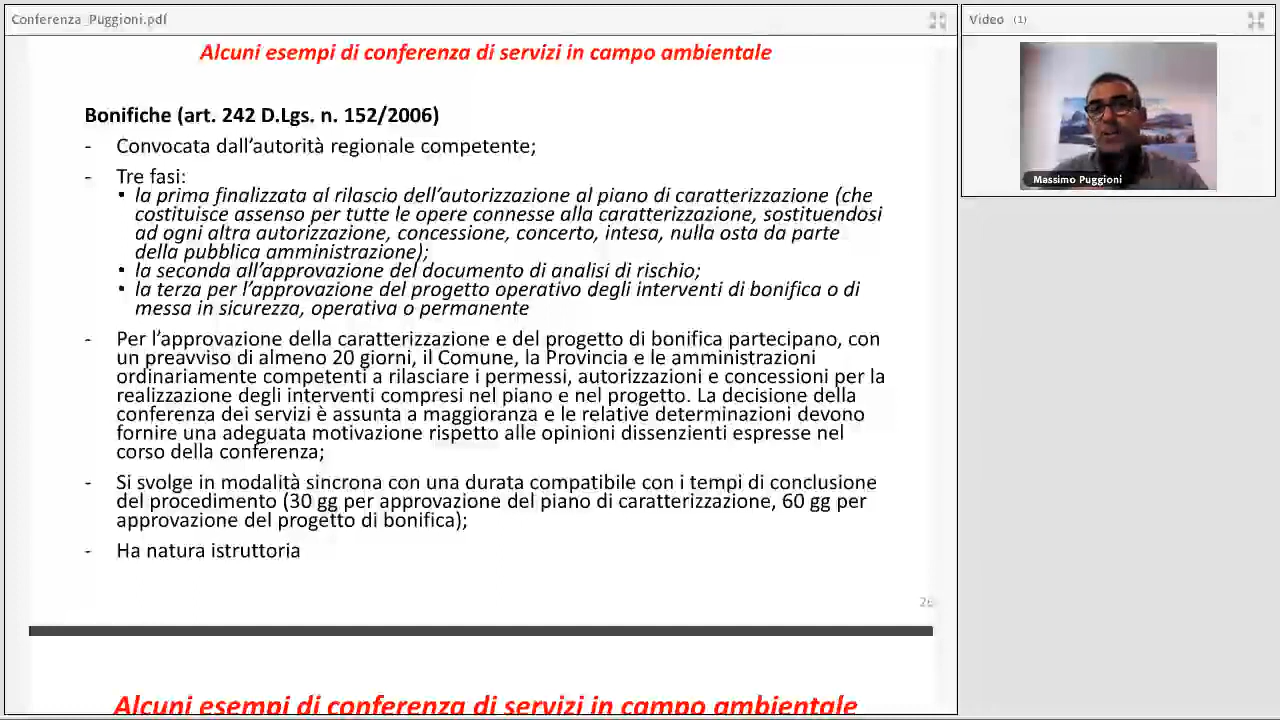 Conferenza_Puggioni.pdf
Video (1)
Alcuni esempi di conferenza di servizi in campo ambientale
Massimo Puggioni
Bonifiche (art. 242 D.Lgs. n. 152/2006)
- Convocata dall'autorità regionale competente;
- Tre fasi:
• la prima finalizzata al rilascio dell'autorizzazione al piano di caratterizzazione (che
costituisce assenso per tutte le opere connesse alla caratterizzazione, sostituendosi
ad ogni altra autorizzazione, concessione, concerto, intesa, nulla osta da parte
della pubblica amministrazione);
• la seconda all'approvazione del documento di analisi di rischio;
• la terza per l'approvazione del progetto operativo degli interventi di bonifica o di
messa in sicurezza, operativa o permanente
- Per l'approvazione della caratterizzazione e del progetto di bonifica partecipano, con
un preavviso di almeno 20 giorni, il Comune, la Provincia e le amministrazioni
ordinariamente competenti a rilasciare i permessi, autorizzazioni e concessioni per la
realizzazione degli interventi compresi nel piano e nel progetto. La decisione della
conferenza dei servizi è assunta a maggioranza e le relative determinazioni devono
fornire una adeguata motivazione rispetto alle opinioni dissenzienti espresse nel
corso della conferenza;
- Si svolge in modalità sincrona con una durata compatibile con i tempi di conclusione
del procedimento (30 gg per approvazione del piano di caratterizzazione, 60 gg per
approvazione del progetto di bonifica);
- Ha natura istruttoria
Alcuni esempi di conferenza di servizi in campo ambientale